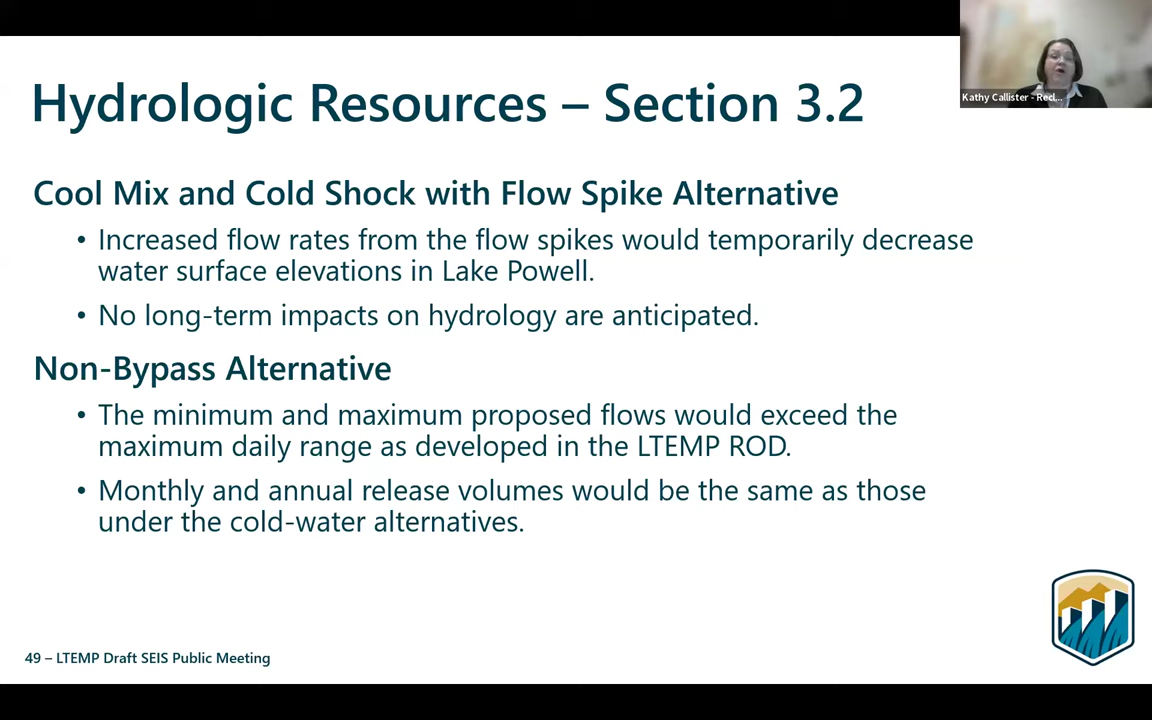 Hydrologic Resources – Section 3.2
Kathy Callister - Recl...
Cool Mix and Cold Shock with Flow Spike Alternative
• Increased flow rates from the flow spikes would temporarily decrease
water surface elevations in Lake Powell.
• No long-term impacts on hydrology are anticipated.
Non-Bypass Alternative
• The minimum and maximum proposed flows would exceed the
maximum daily range as developed in the LTEMP ROD.
• Monthly and annual release volumes would be the same as those
under the cold-water alternatives.
49 – LTEMP Draft SEIS Public Meeting